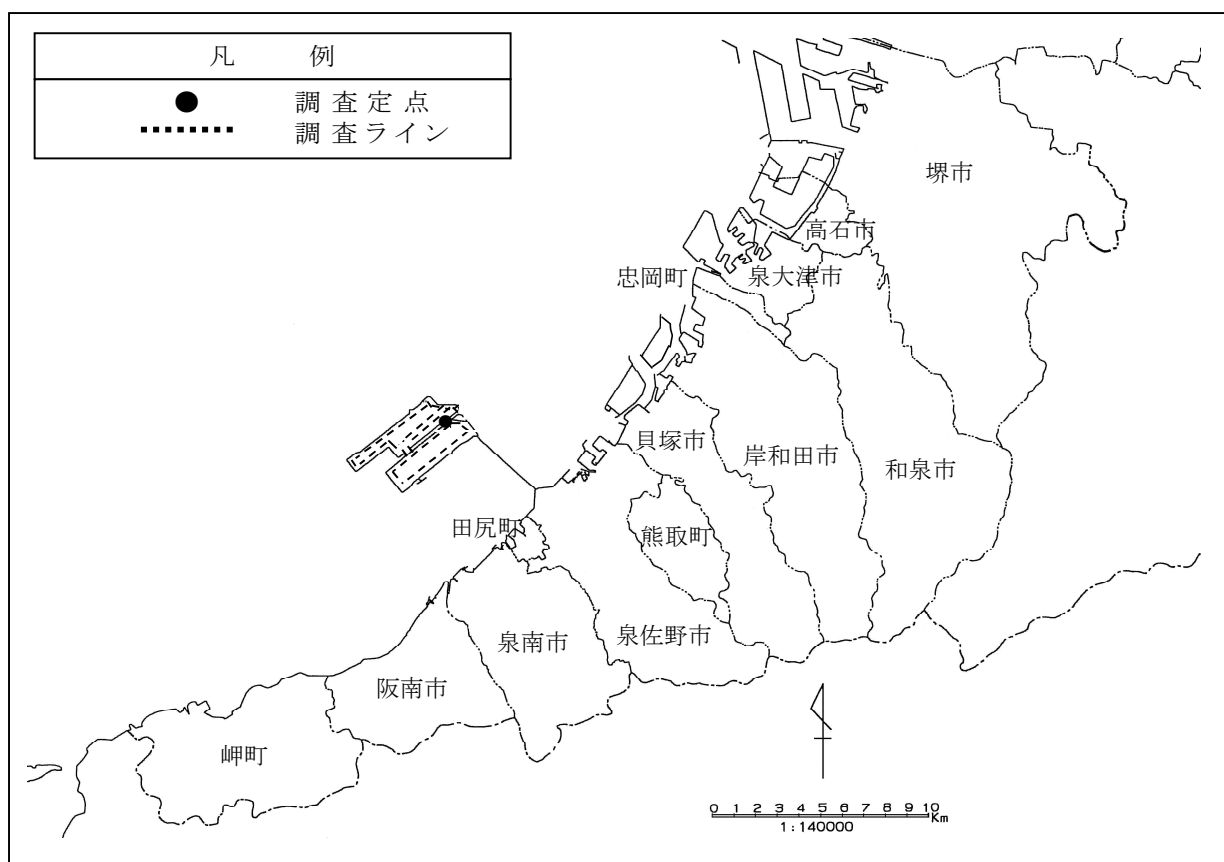 凡 例
調査定点
調査ライン
堺市
高石市
忠岡町
泉大津市
貝塚市
岸和田市
和泉市
田尻町
熊取町
泉南市
泉佐野市
阪南市
岬町
0 1 2 3 4 5 6 7 8 9 10
Km
1:140000